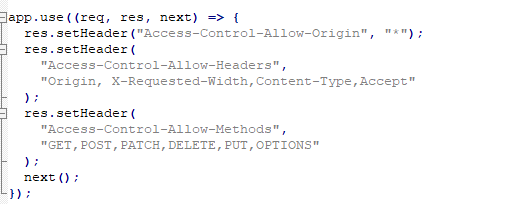 app.use((req, res, next) => {
  res.setHeader("Access-Control-Allow-Origin", "*");
  res.setHeader(
    "Access-Control-Allow-Headers",
    "Origin, X-Requested-Width,Content-Type,Accept"
  );
  res.setHeader(
    "Access-Control-Allow-Methods",
    "GET,POST,PATCH,DELETE,PUT,OPTIONS"
  );
  next();
});